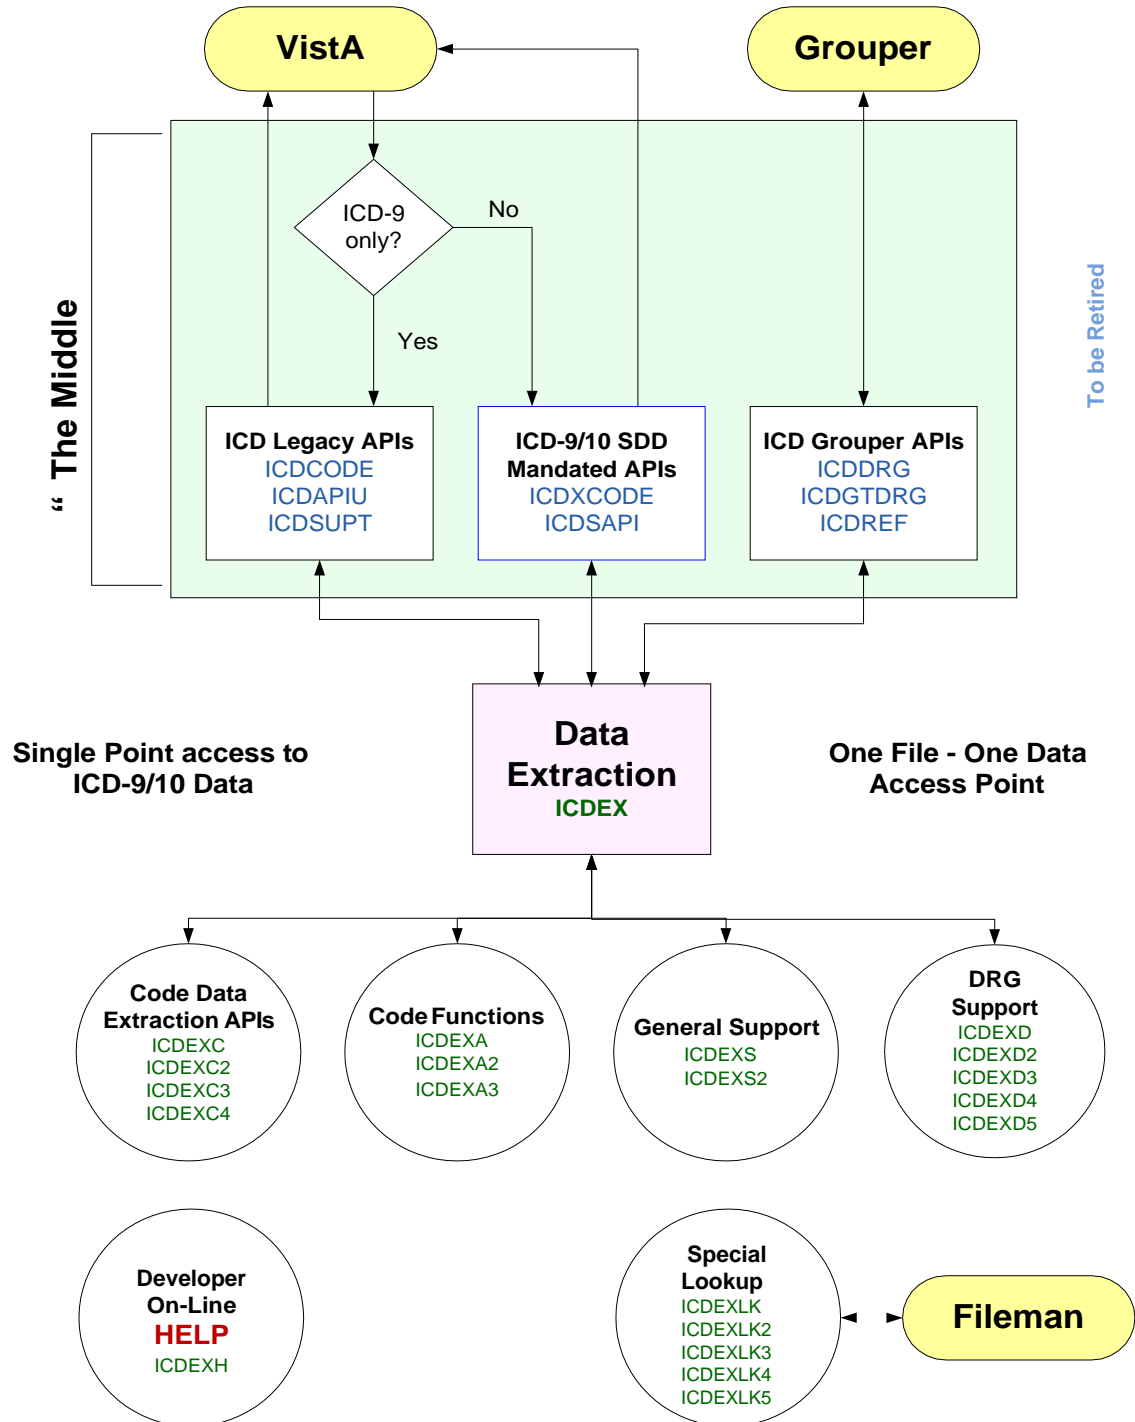 VistA
Grouper
ICD-9
only?
No
Yes
“ The Middle
To be Retired
ICD Legacy APIs
ICDCODE
ICDAPIU
ICDSUPT
ICD-9/10 SDD
Mandated APIs
ICDXCODE
ICDSAPI
ICD Grouper APIs
ICDDRG
ICDGTDRG
ICDREF
Single Point access to
ICD-9/10 Data
Data
Extraction
ICDEX
One File - One Data
Access Point
Code Data
Extraction APIs
ICDEXC
ICDEXC2
ICDEXC3
ICDEXC4
Code Functions
ICDEXA
ICDEXA2
ICDEXA3
General Support
ICDEXS
ICDEXS2
DRG
Support
ICDEXD
ICDEXD2
ICDEXD3
ICDEXD4
ICDEXD5
Developer
On-Line
HELP
ICDEXH
Special
Lookup
ICDEXLK
ICDEXLK2
ICDEXLK3
ICDEXLK4
ICDEXLK5
Fileman